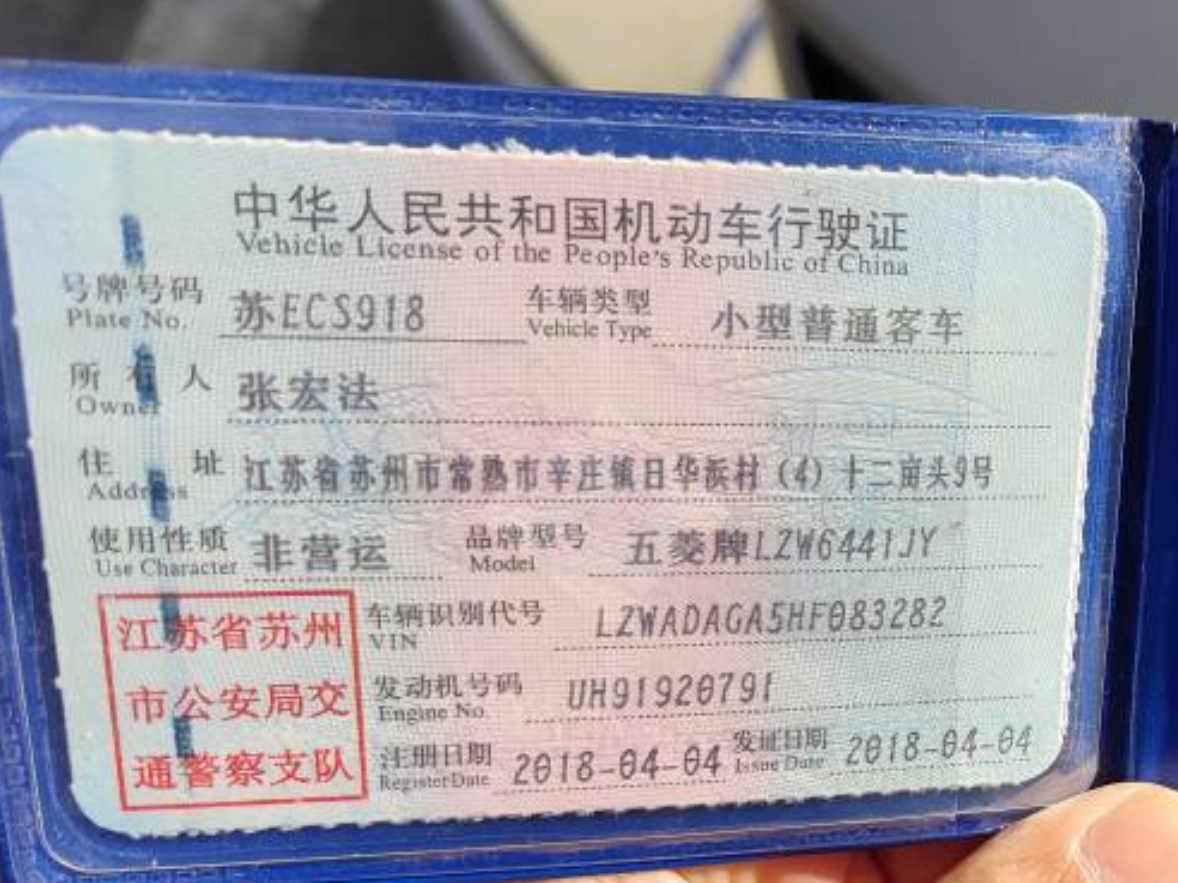 中华人民共和国机动车行驶证
Vehicle License of the People's Republic of China
号牌号码 苏ECS918 车辆类型 小型普通客车
Plate No. Vehicle Type
所有人 张宏法
Owner
住址 江苏省苏州市常熟市辛庄镇日华浜村（4）十二亩头9号
Address
使用性质 非营运 品牌型号 五菱牌LZW6441JY
Use Character Model
江苏省苏州 车辆识别代号 LZWADAGA5HF083282
VIN
市公安局交 发动机号码 UH91920791
Engine No.
通警察支队 注册日期 2018-04-04 发证日期 2018-04-04
Register Date Issue Date